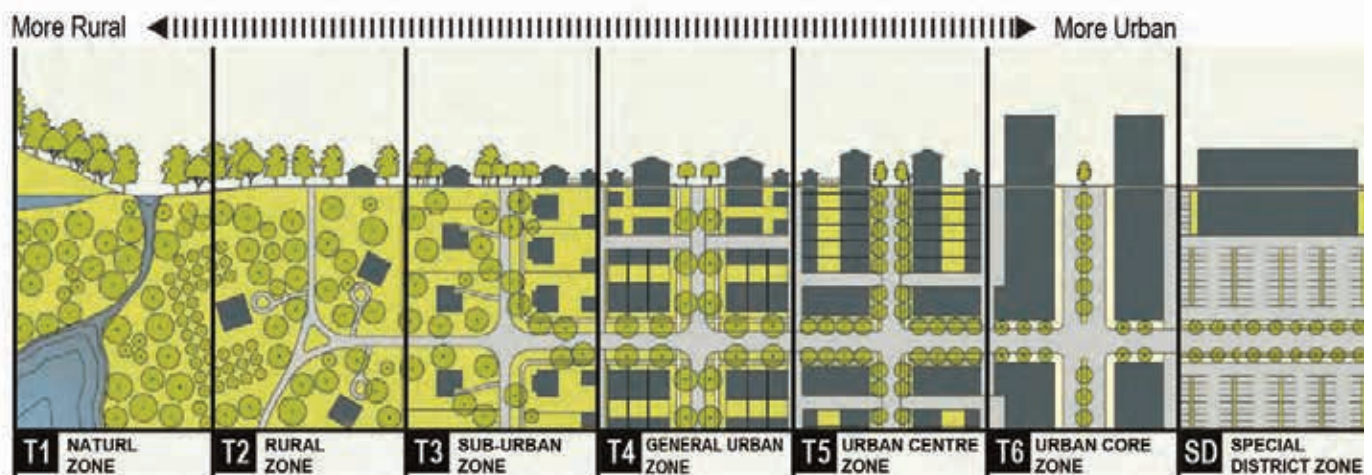 More Rural
More Urban
T1 NATURL
ZONE
T2 RURAL
ZONE
T3 SUB-URBAN
ZONE
T4 GENERAL URBAN
ZONE
T5 URBAN CENTRE
ZONE
T6 URBAN CORE
ZONE
SD SPECIAL
DISTRICT ZONE